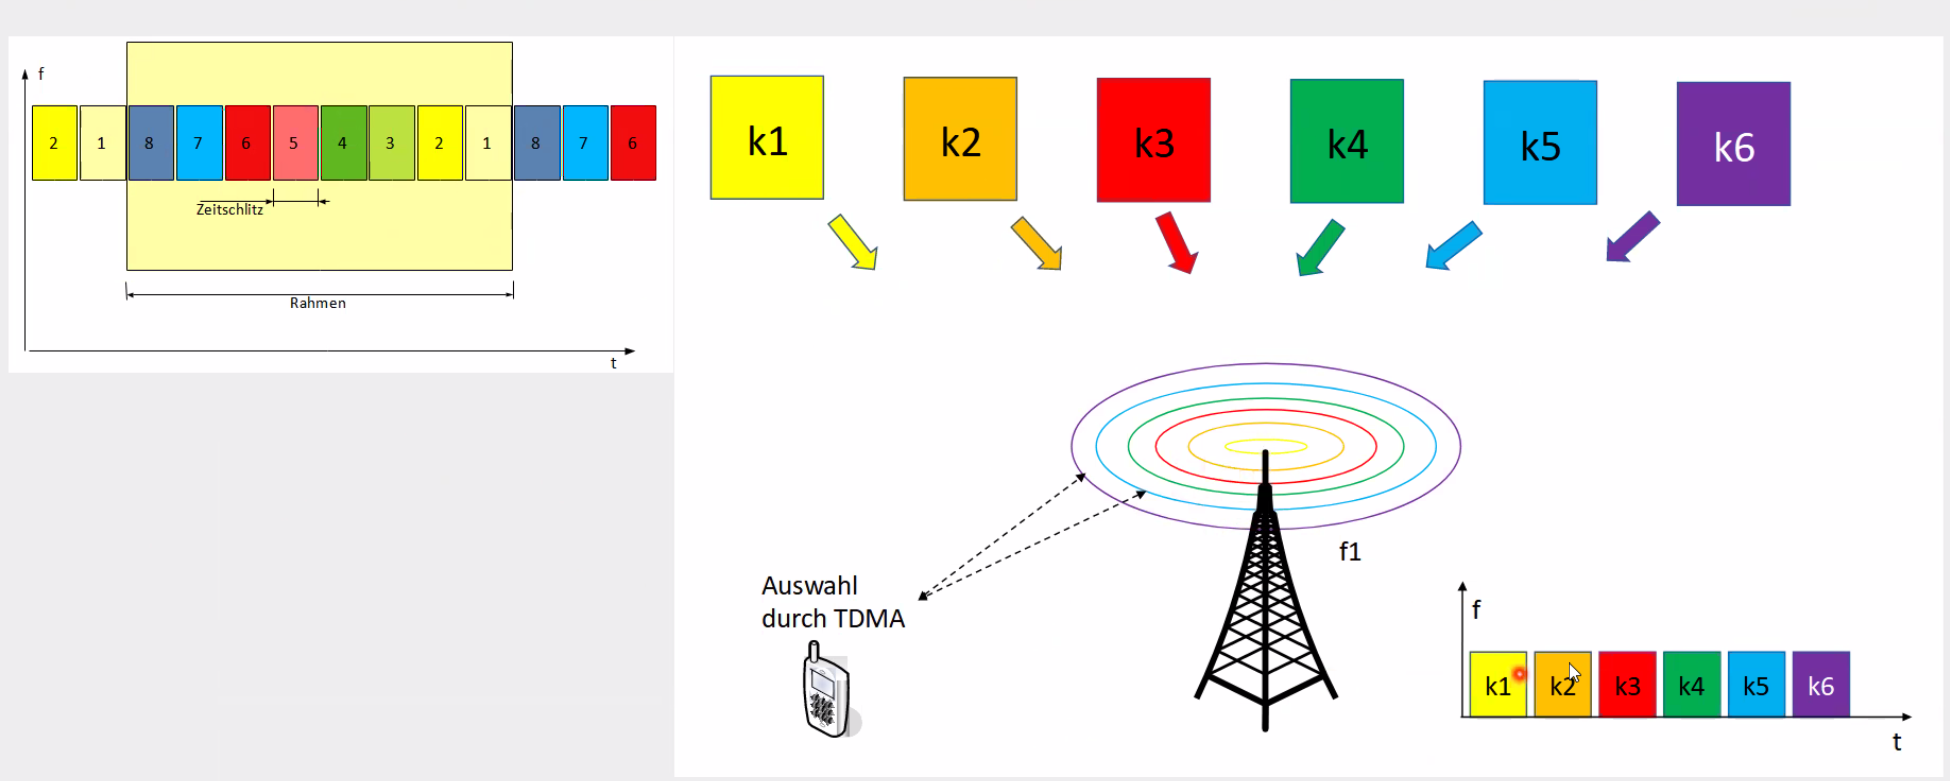 f
2 1 8 7 6 5 4 3 2 1 8 7 6
Zeitschlitz
Rahmen
t
k1 k2 k3 k4 k5 k6
f1
Auswahl
durch TDMA
f
k1 k2 k3 k4 k5 k6
t